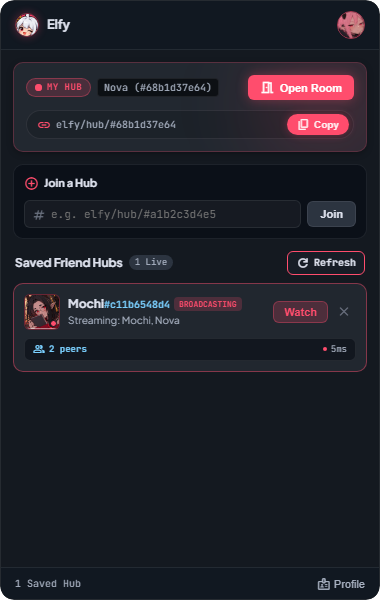 Elfy
MY HUB Nova (#68b1d37e64) Open Room
elfy/hub/#68b1d37e64 Copy
Join a Hub
# e.g. elfy/hub/#a1b2c3d4e5 Join
Saved Friend Hubs 1 Live Refresh
Mochi#c11b6548d4 BROADCASTING
Streaming: Mochi, Nova
Watch
2 peers 5ms
1 Saved Hub Profile